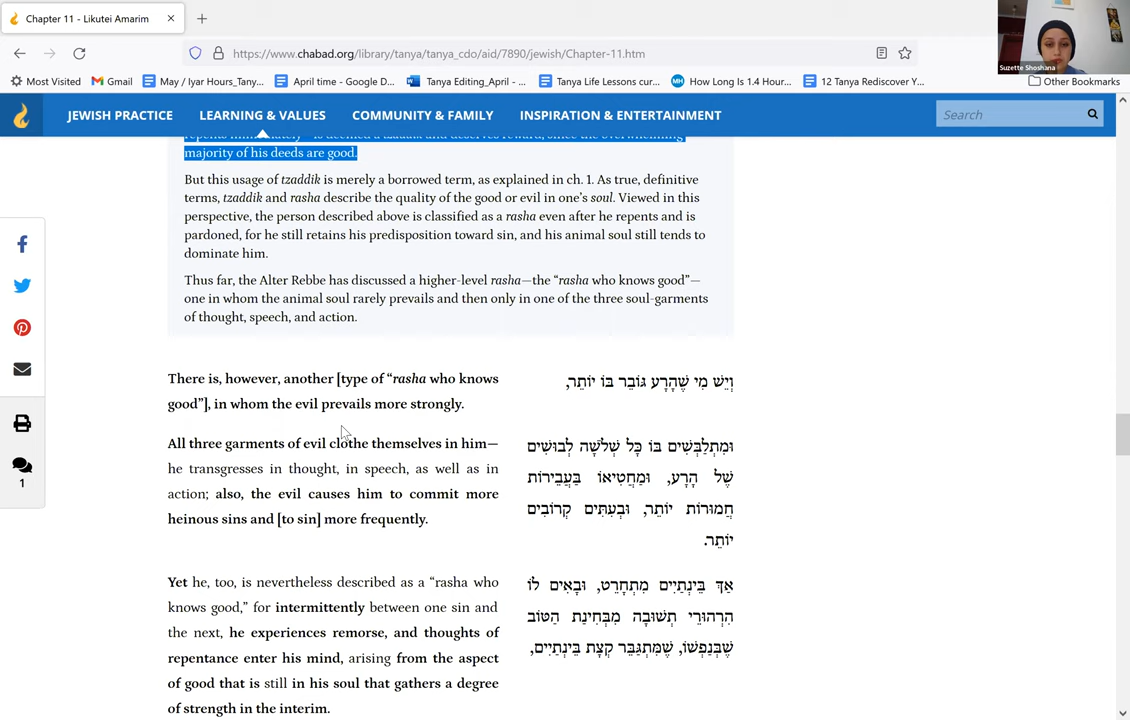 Chapter 11 - Likutei Amarim
https://www.chabad.org/library/tanya/tanya_cdo/aid/7890/jewish/Chapter-11.htm
Suzette Shoshana
Most Visited
Gmail
May / Iyar Hours_Tany...
April time - Google D...
Tanya Editing_April - ...
Tanya Life Lessons cur...
MH
How Long Is 1.4 Hour...
12 Tanya Rediscover Y...
Other Bookmarks
JEWISH PRACTICE
LEARNING & VALUES
COMMUNITY & FAMILY
INSPIRATION & ENTERTAINMENT
Search
majority of his deeds are good.
But this usage of tzaddik is merely a borrowed term, as explained in ch. 1. As true, definitive
terms, tzaddik and rasha describe the quality of the good or evil in one's soul. Viewed in this
perspective, the person described above is classified as a rasha even after he repents and is
pardoned, for he still retains his predisposition toward sin, and his animal soul still tends to
dominate him.
Thus far, the Alter Rebbe has discussed a higher-level rasha—the “rasha who knows good”—
one in whom the animal soul rarely prevails and then only in one of the three soul-garments
of thought, speech, and action.
There is, however, another [type of “rasha who knows
good”], in whom the evil prevails more strongly.
וְיֵשׁ מִי שֶׁהָרָע גּוֹבֵר בּוֹ יוֹתֵר,
All three garments of evil clothe themselves in him—
he transgresses in thought, in speech, as well as in
action; also, the evil causes him to commit more
heinous sins and [to sin] more frequently.
וּמִתְלַבְּשִׁים בּוֹ כָּל שְׁלֹשָׁה לְבוּשִׁים
שֶׁל הָרָע, וּמַחֲטִיאוֹ בַּעֲבֵירוֹת
חֲמוּרוֹת יוֹתֵר, וּבְעִתִּים קְרוֹבִים
יוֹתֵר.
Yet he, too, is nevertheless described as a “rasha who
knows good,” for intermittently between one sin and
the next, he experiences remorse, and thoughts of
repentance enter his mind, arising from the aspect
of good that is still in his soul that gathers a degree
of strength in the interim.
אַךְ בֵּינְתַיִים מִתְחָרֵט, וּבָאִים לוֹ
הִרְהוּרֵי תְשׁוּבָה מִבְּחִינַת הַטּוֹב
שֶׁבְּנַפְשׁוֹ, שֶׁמִּתְגַּבֵּר קְצָת בֵּינְתַיִים,
1